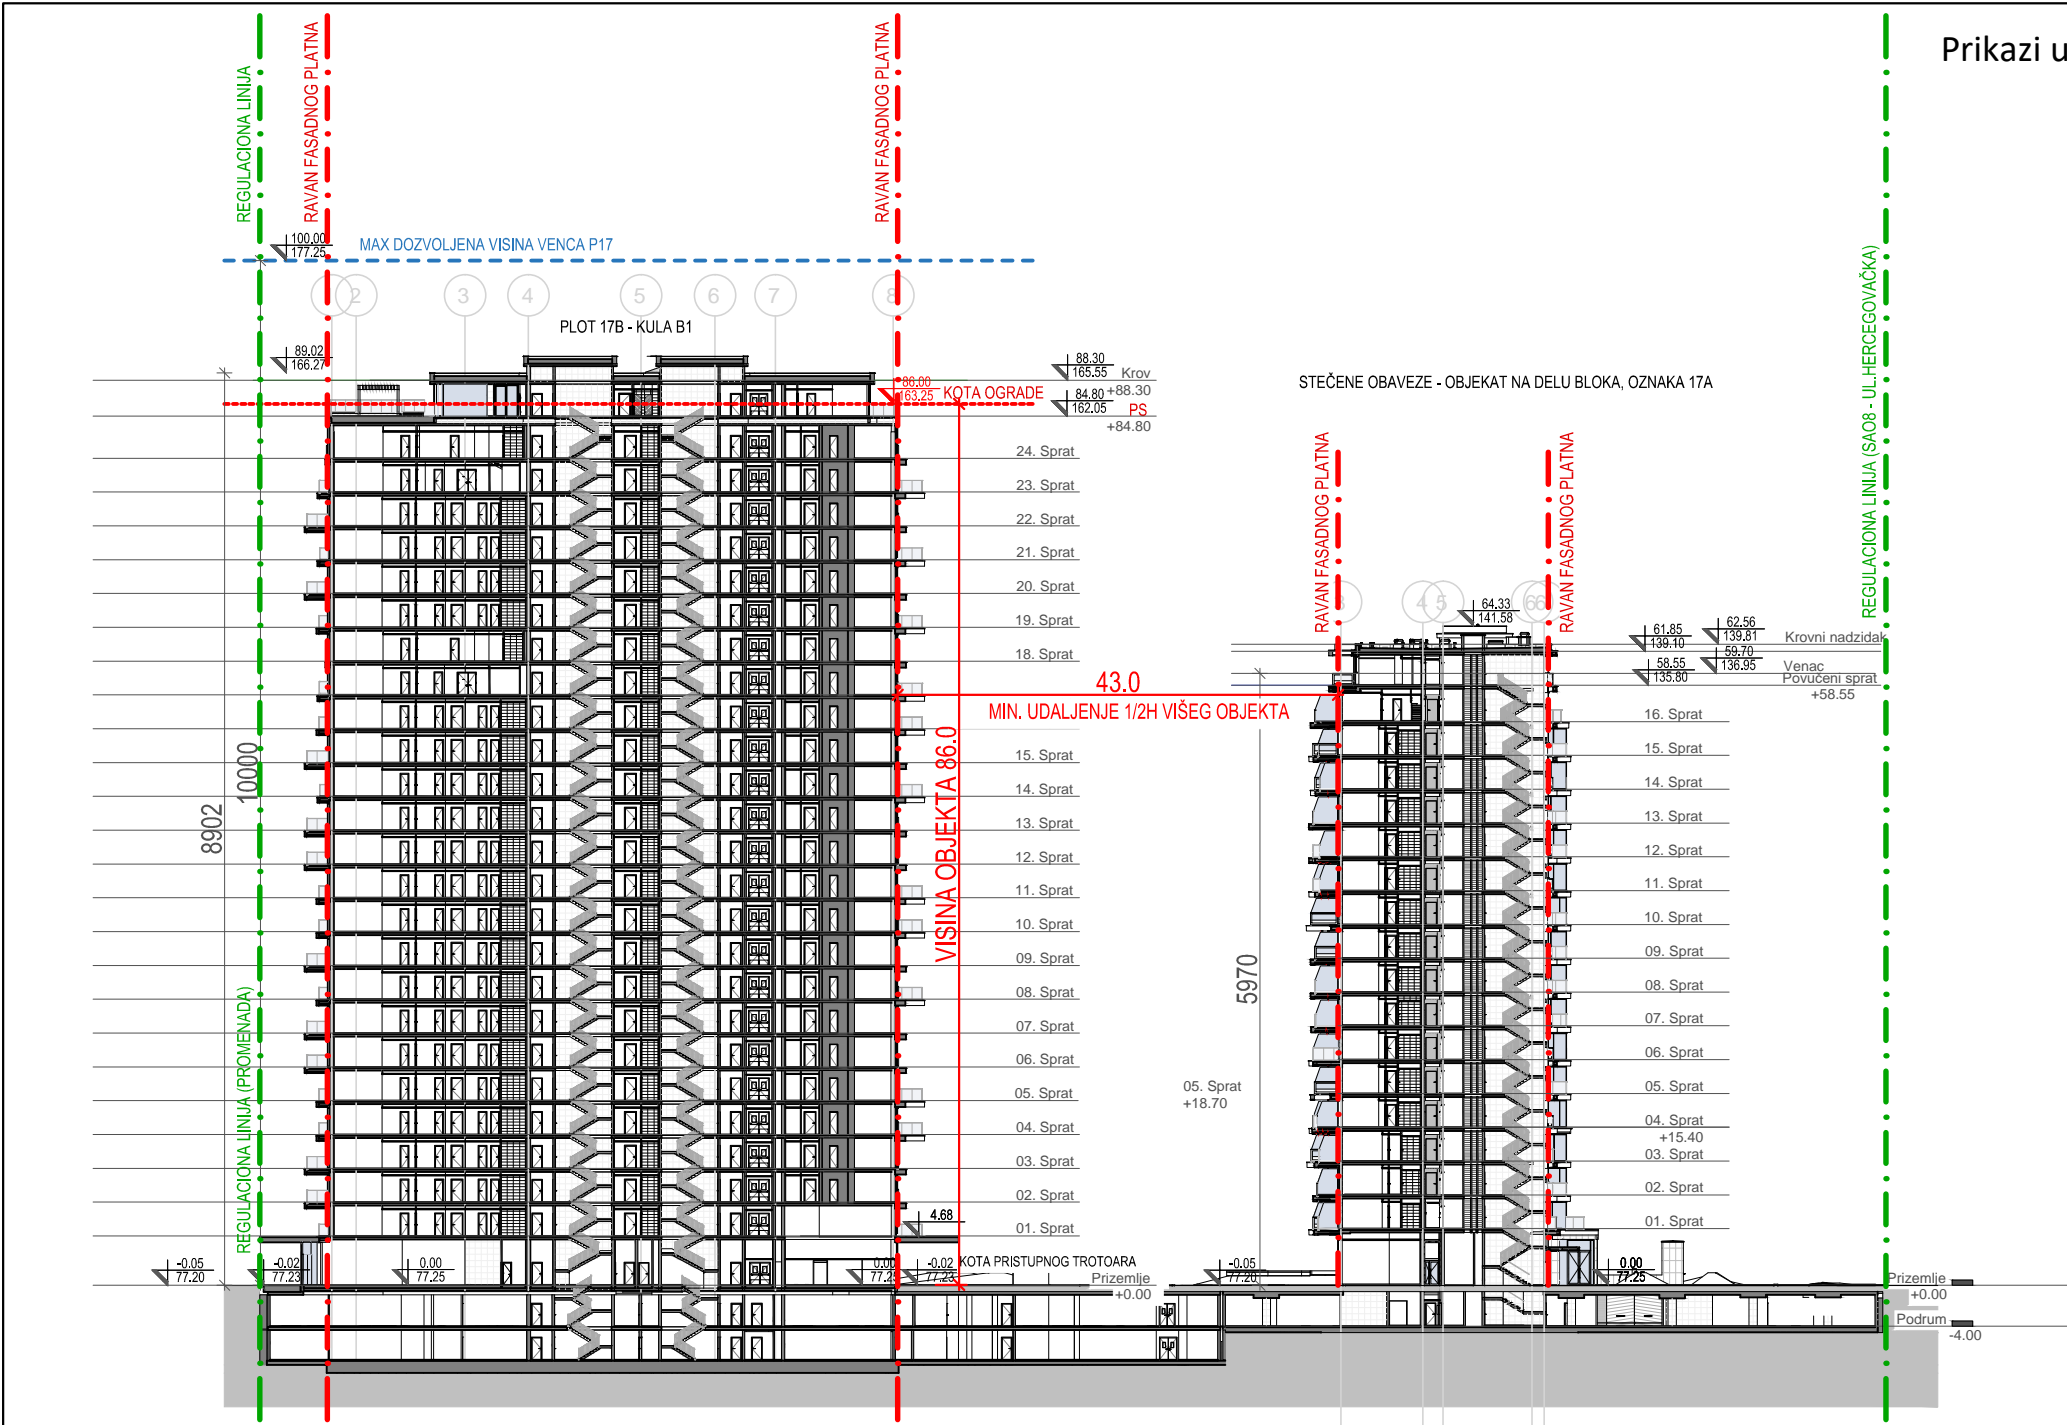 Prikazi u
REGULACIONA LINIJA
RAVAN FASADNOG PLATNA
RAVAN FASADNOG PLATNA
100.00
177.25
MAX DOZVOLJENA VISINA VENCA P17
2
3
4
5
6
7
8
PLOT 17B - KULA B1
89.02
166.27
88.30
165.55
Krov
+88.30
86.00
163.25
KOTA OGRADE
84.80
162.05
PS
+84.80
24. Sprat
23. Sprat
22. Sprat
21. Sprat
20. Sprat
19. Sprat
18. Sprat
15. Sprat
14. Sprat
13. Sprat
12. Sprat
11. Sprat
10. Sprat
09. Sprat
08. Sprat
07. Sprat
06. Sprat
05. Sprat
04. Sprat
03. Sprat
02. Sprat
01. Sprat
8902
10000
REGULACIONA LINIJA (PROMENADA)
VISINA OBJEKTA 86.0
43.0
MIN. UDALJENJE 1/2H VIŠEG OBJEKTA
4.68
-0.05
77.20
-0.02
77.23
0.00
77.25
0.00
-0.02
77.23
KOTA PRISTUPNOG TROTOARA
Prizemlje
+0.00
STEČENE OBAVEZE - OBJEKAT NA DELU BLOKA, OZNAKA 17A
RAVAN FASADNOG PLATNA
RAVAN FASADNOG PLATNA
REGULACIONA LINIJA (SAO8 - UL.HERCEGOVAČKA)
3
4
5
6
6
64.33
141.58
61.85
139.10
62.56
139.81
Krovni nadzidak
59.70
136.95
58.55
135.80
Venac
Povučeni sprat
+58.55
16. Sprat
15. Sprat
14. Sprat
13. Sprat
12. Sprat
11. Sprat
10. Sprat
09. Sprat
08. Sprat
07. Sprat
06. Sprat
05. Sprat
04. Sprat
+15.40
03. Sprat
02. Sprat
01. Sprat
5970
05. Sprat
+18.70
-0.05
77.20
0.00
77.25
Prizemlje
+0.00
Podrum
-4.00